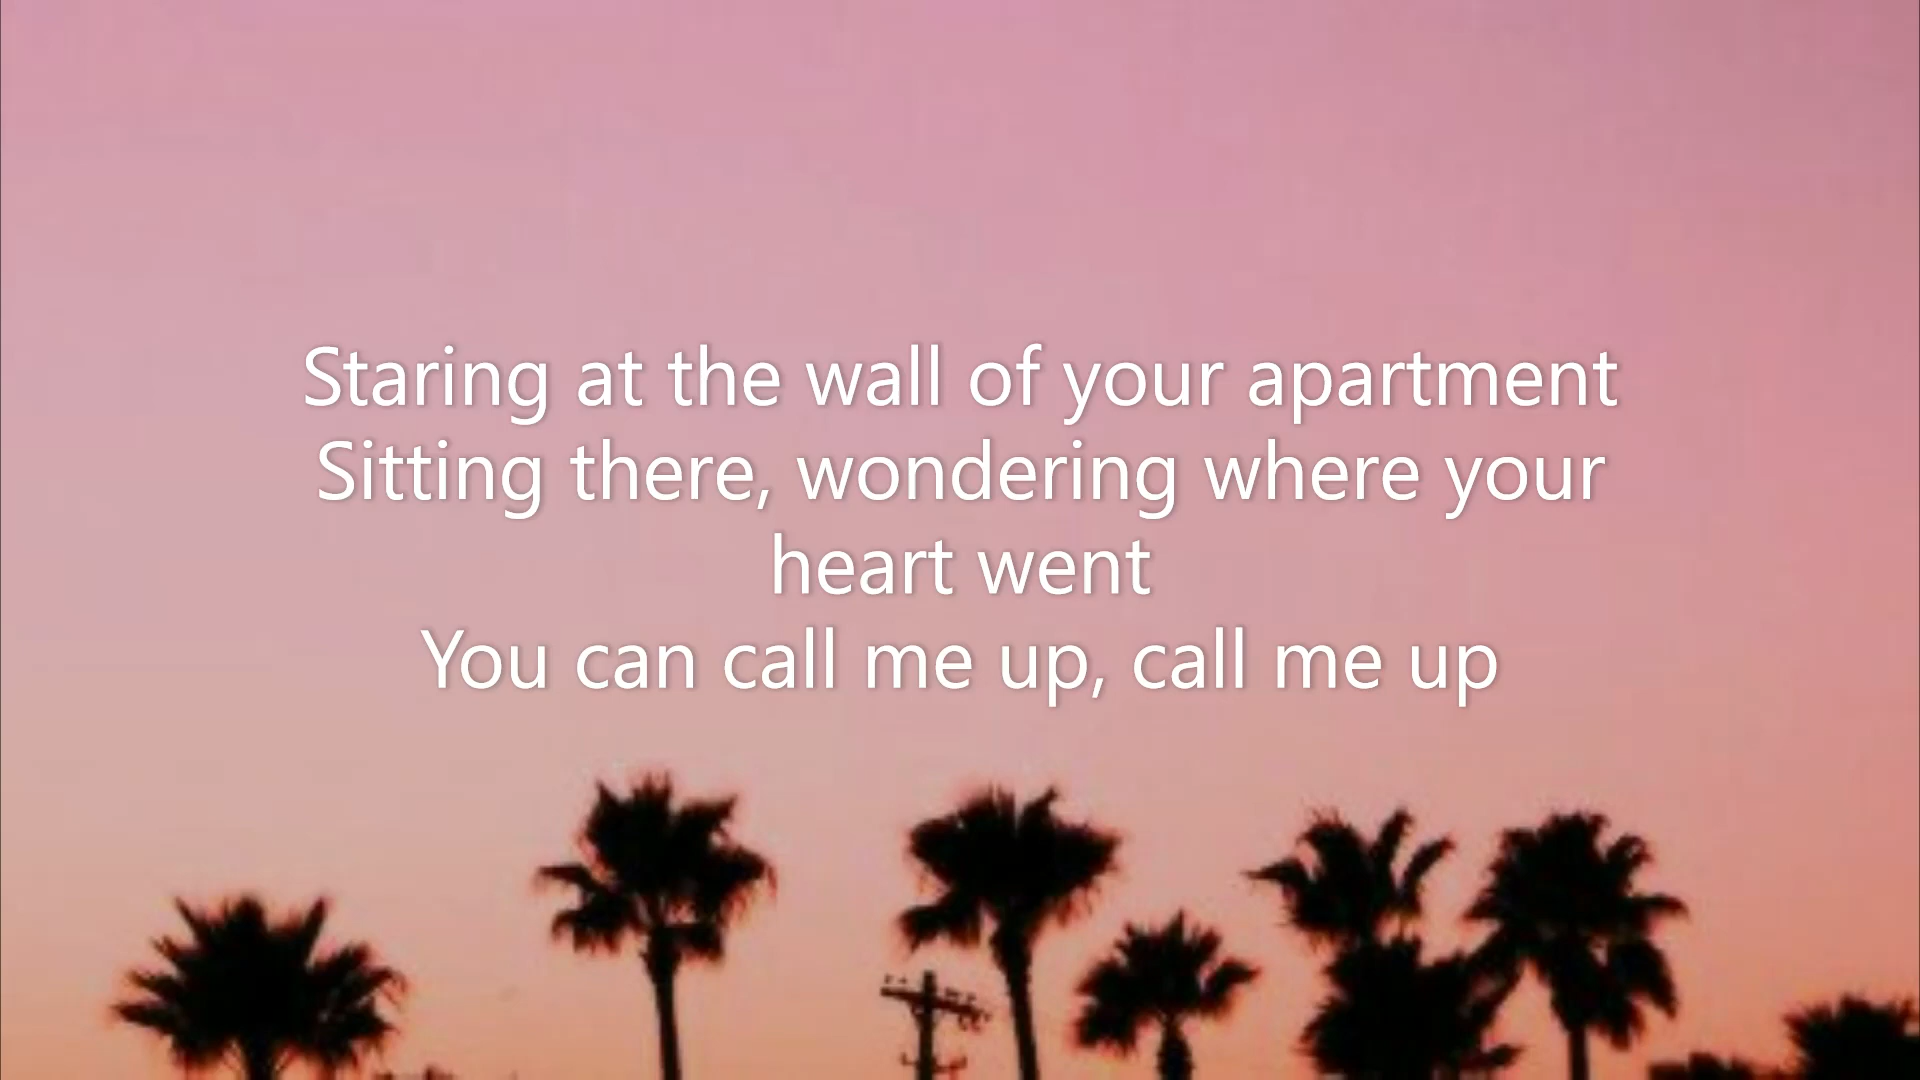 Staring at the wall of your apartment
Sitting there, wondering where your
heart went
You can call me up, call me up